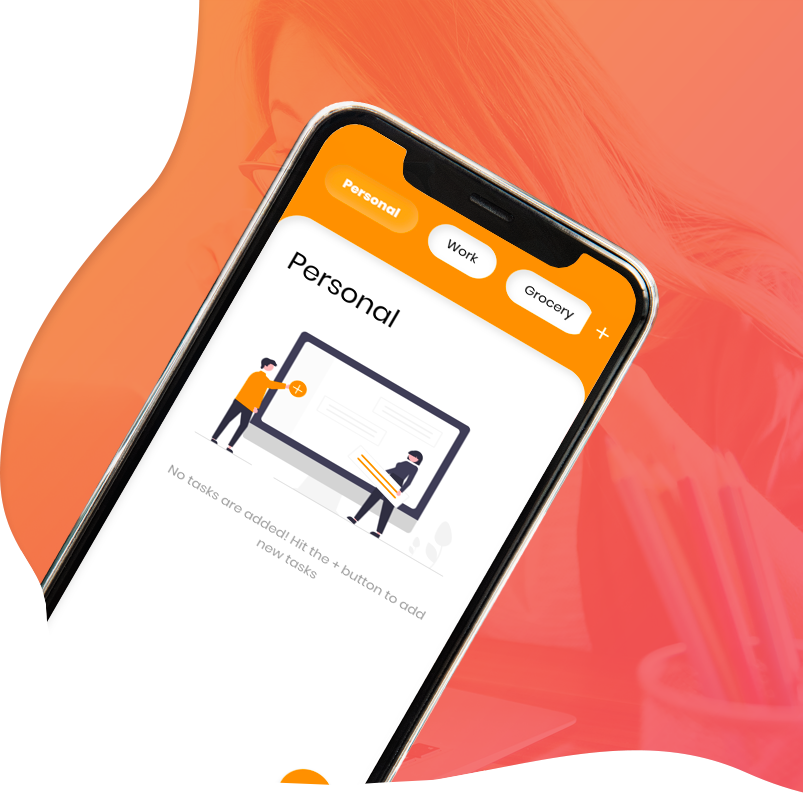 Personal
Work
Grocery
+
Personal
+
No tasks are added! Hit the + button to add
new tasks